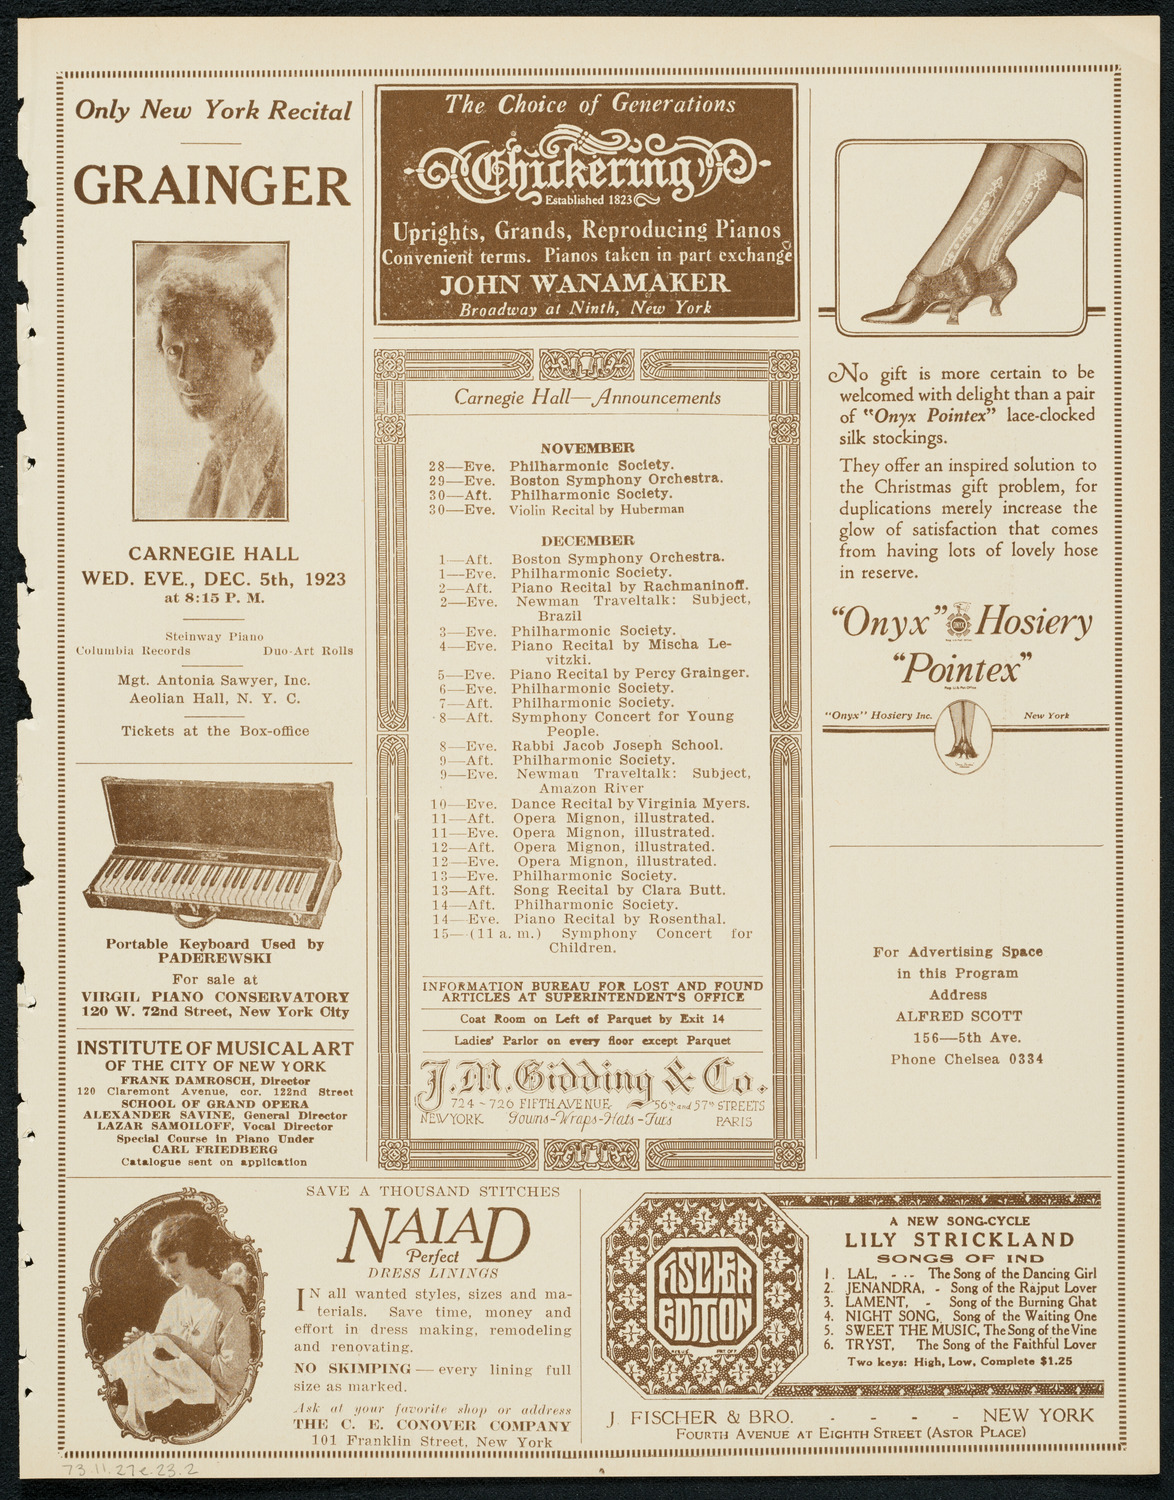 Only New York Recital
GRAINGER
CARNEGIE HALL
WED. EVE., DEC. 5th, 1923
at 8:15 P. M.
Steinway Piano
Columbia Records Duo-Art Rolls
Mgt. Antonia Sawyer, Inc.
Aeolian Hall, N. Y. C.
Tickets at the Box-office
Portable Keyboard Used by
PADEREWSKI
For sale at
VIRGIL PIANO CONSERVATORY
120 W. 72nd Street, New York City
INSTITUTE OF MUSICAL ART
OF THE CITY OF NEW YORK
FRANK DAMROSCH, Director
120 Claremont Avenue, cor. 122nd Street
SCHOOL OF GRAND OPERA
ALEXANDER SAVINE, General Director
LAZAR SAMOILOFF, Vocal Director
Special Course in Piano Under
CARL FRIEDBERG
Catalogue sent on application
The Choice of Generations
Chickering
Established 1823
Uprights, Grands, Reproducing Pianos
Convenient terms. Pianos taken in part exchange
JOHN WANAMAKER
Broadway at Ninth, New York
Carnegie Hall—Announcements
NOVEMBER
28—Eve. Philharmonic Society.
29—Eve. Boston Symphony Orchestra.
30—Aft. Philharmonic Society.
30—Eve. Violin Recital by Huberman
DECEMBER
1—Aft. Boston Symphony Orchestra.
1—Eve. Philharmonic Society.
2—Aft. Piano Recital by Rachmaninoff.
2—Eve. Newman Traveltalk: Subject,
Brazil
3—Eve. Philharmonic Society.
4—Eve. Piano Recital by Mischa Le-
vitzki.
5—Eve. Piano Recital by Percy Grainger.
6—Eve. Philharmonic Society.
7—Aft. Philharmonic Society.
8—Aft. Symphony Concert for Young
People.
8—Eve. Rabbi Jacob Joseph School.
9—Aft. Philharmonic Society.
9—Eve. Newman Traveltalk: Subject,
Amazon River
10—Eve. Dance Recital by Virginia Myers.
11—Aft. Opera Mignon, illustrated.
11—Eve. Opera Mignon, illustrated.
12—Aft. Opera Mignon, illustrated.
12—Eve. Opera Mignon, illustrated.
13—Eve. Philharmonic Society.
13—Aft. Song Recital by Clara Butt.
14—Aft. Philharmonic Society.
14—Eve. Piano Recital by Rosenthal.
15—(11 a. m.) Symphony Concert for
Children.
INFORMATION BUREAU FOR LOST AND FOUND
ARTICLES AT SUPERINTENDENT'S OFFICE
Coat Room on Left of Parquet by Exit 14
Ladies' Parlor on every floor except Parquet
J.M. Gidding & Co.
724-726 FIFTH AVENUE 56th and 57th STREETS
NEW YORK Gowns-Wraps-Hats-Furs PARIS
No gift is more certain to be
welcomed with delight than a pair
of "Onyx Pointex" lace-clocked
silk stockings.
They offer an inspired solution to
the Christmas gift problem, for
duplications merely increase the
glow of satisfaction that comes
from having lots of lovely hose
in reserve.
"Onyx" Hosiery
"Pointex"
"Onyx" Hosiery Inc. New York
For Advertising Space
in this Program
Address
ALFRED SCOTT
156—5th Ave.
Phone Chelsea 0334
SAVE A THOUSAND STITCHES
NAIAD
Perfect
DRESS LININGS
IN all wanted styles, sizes and ma-
terials. Save time, money and
effort in dress making, remodeling
and renovating.
NO SKIMPING—every lining full
size as marked.
Ask at your favorite shop or address
THE C. E. CONOVER COMPANY
101 Franklin Street, New York
FISCHER
EDITION
A NEW SONG-CYCLE
LILY STRICKLAND
SONGS OF IND
1. LAL, - - - The Song of the Dancing Girl
2. JENANDRA, - Song of the Rajput Lover
3. LAMENT, - Song of the Burning Ghat
4. NIGHT SONG, Song of the Waiting One
5. SWEET THE MUSIC, The Song of the Vine
6. TRYST, The Song of the Faithful Lover
Two keys: High, Low, Complete $1.25
J. FISCHER & BRO. - - - - NEW YORK
FOURTH AVENUE AT EIGHTH STREET (ASTOR PLACE)
73.11.27e.23.2